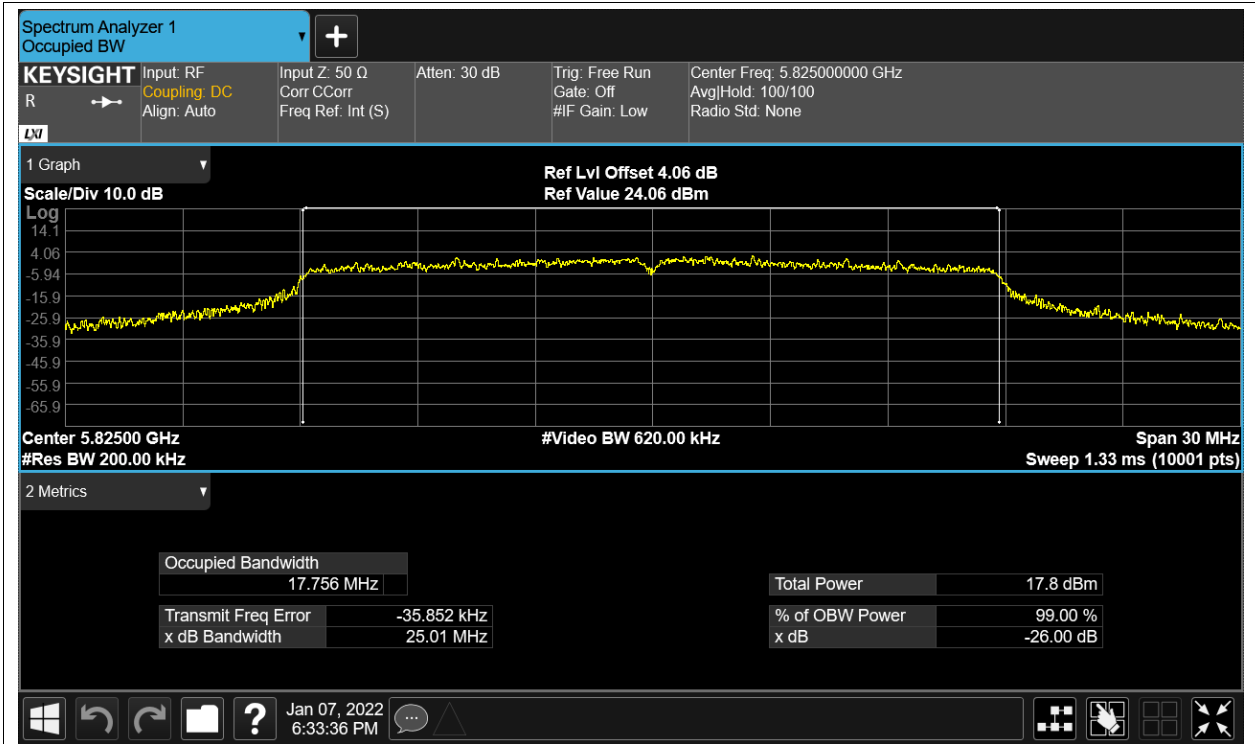 Spectrum Analyzer 1
Occupied BW
KEYSIGHT
R
LXI
Input: RF
Coupling: DC
Align: Auto
Input Z: 50 Ω
Corr CCorr
Freq Ref: Int (S)
Atten: 30 dB
Trig: Free Run
Gate: Off
#IF Gain: Low
Center Freq: 5.825000000 GHz
Avg|Hold: 100/100
Radio Std: None
1 Graph
Scale/Div 10.0 dB
Ref Lvl Offset 4.06 dB
Ref Value 24.06 dBm
Log
14.1
4.06
-5.94
-15.9
-25.9
-35.9
-45.9
-55.9
-65.9
Center 5.82500 GHz
#Video BW 620.00 kHz
Span 30 MHz
#Res BW 200.00 kHz
Sweep 1.33 ms (10001 pts)
2 Metrics
Occupied Bandwidth
17.756 MHz
Transmit Freq Error -35.852 kHz
x dB Bandwidth 25.01 MHz
Total Power 17.8 dBm
% of OBW Power 99.00 %
x dB -26.00 dB
?
Jan 07, 2022
6:33:36 PM